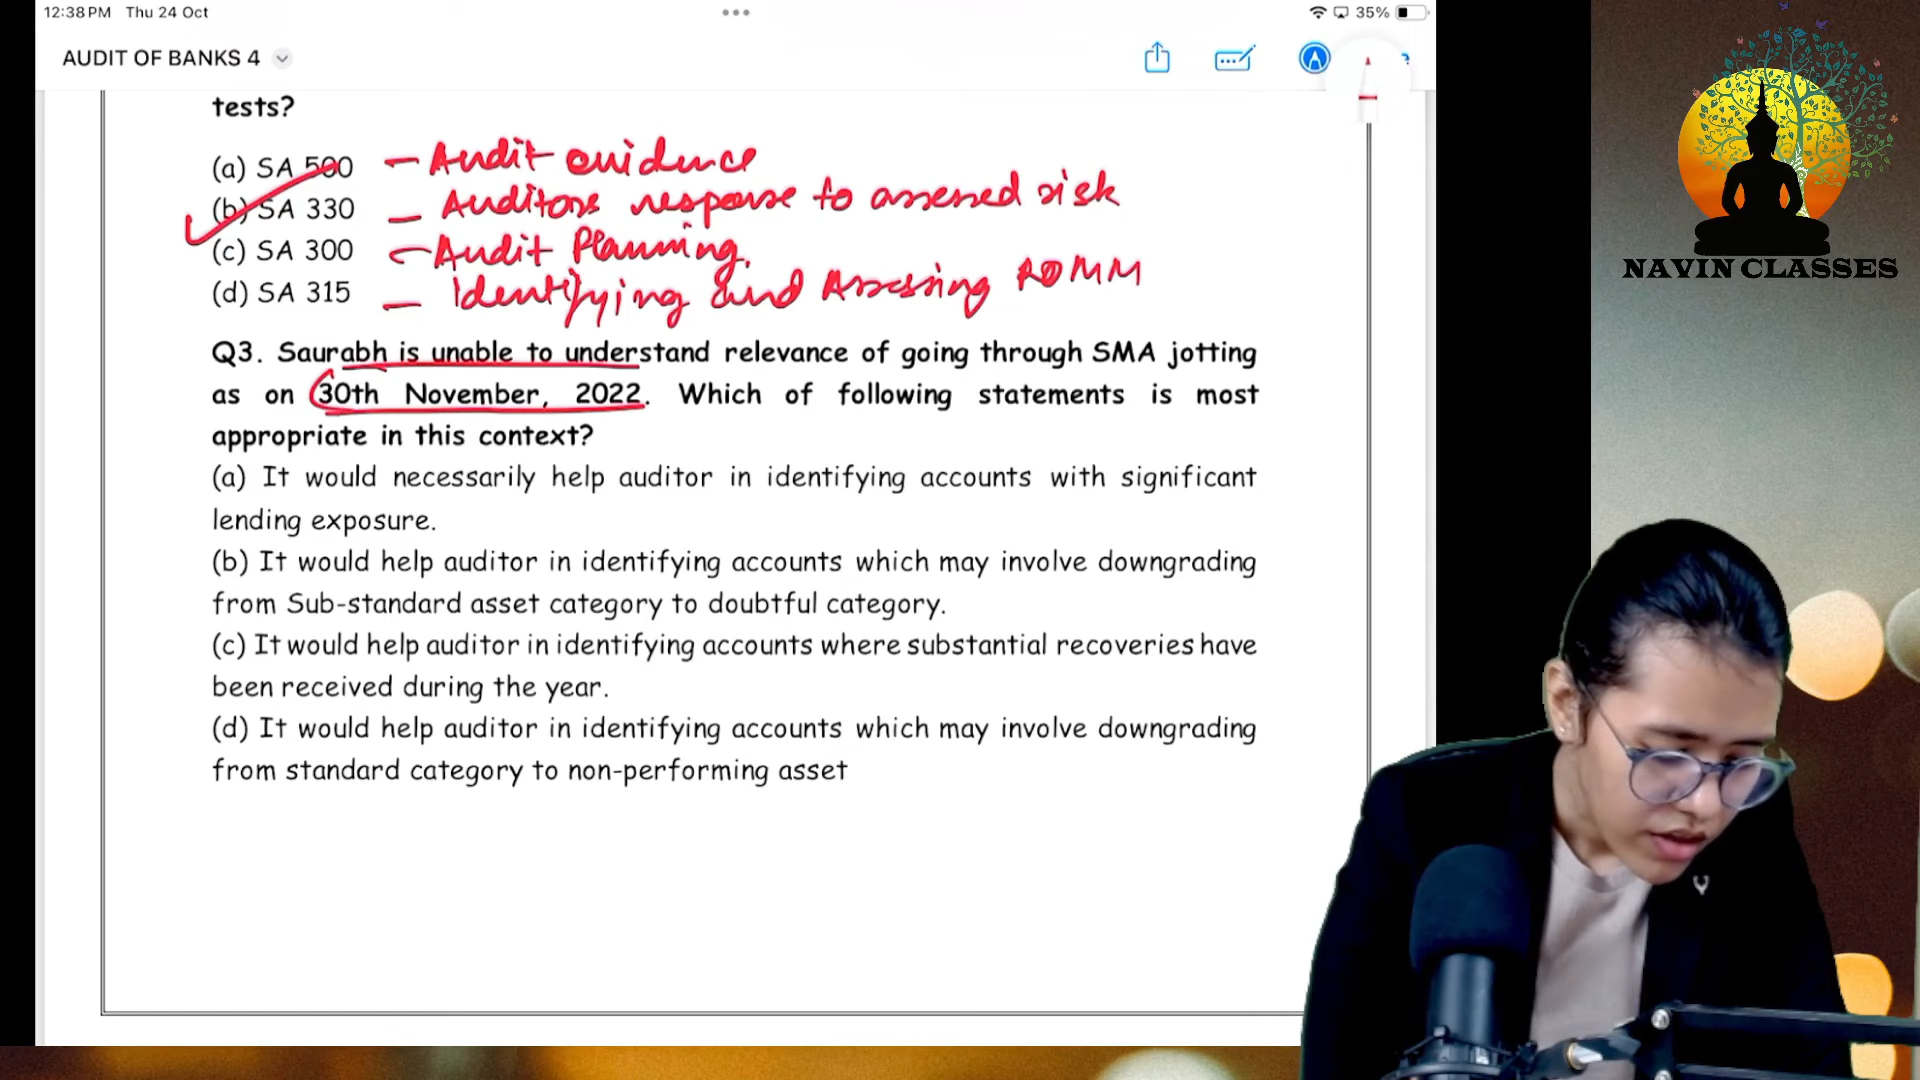 12:38 PM Thu 24 Oct
35%
AUDIT OF BANKS 4
tests?
(a) SA 500 - Audit evidence
(b) SA 330 - Auditors response to assessed risk
(c) SA 300 - Audit Planning.
(d) SA 315 - Identifying and Assessing ROMM
Q3. Saurabh is unable to understand relevance of going through SMA jotting
as on 30th November, 2022. Which of following statements is most
appropriate in this context?
(a) It would necessarily help auditor in identifying accounts with significant
lending exposure.
(b) It would help auditor in identifying accounts which may involve downgrading
from Sub-standard asset category to doubtful category.
(c) It would help auditor in identifying accounts where substantial recoveries have
been received during the year.
(d) It would help auditor in identifying accounts which may involve downgrading
from standard category to non-performing asset
NAVIN CLASSES